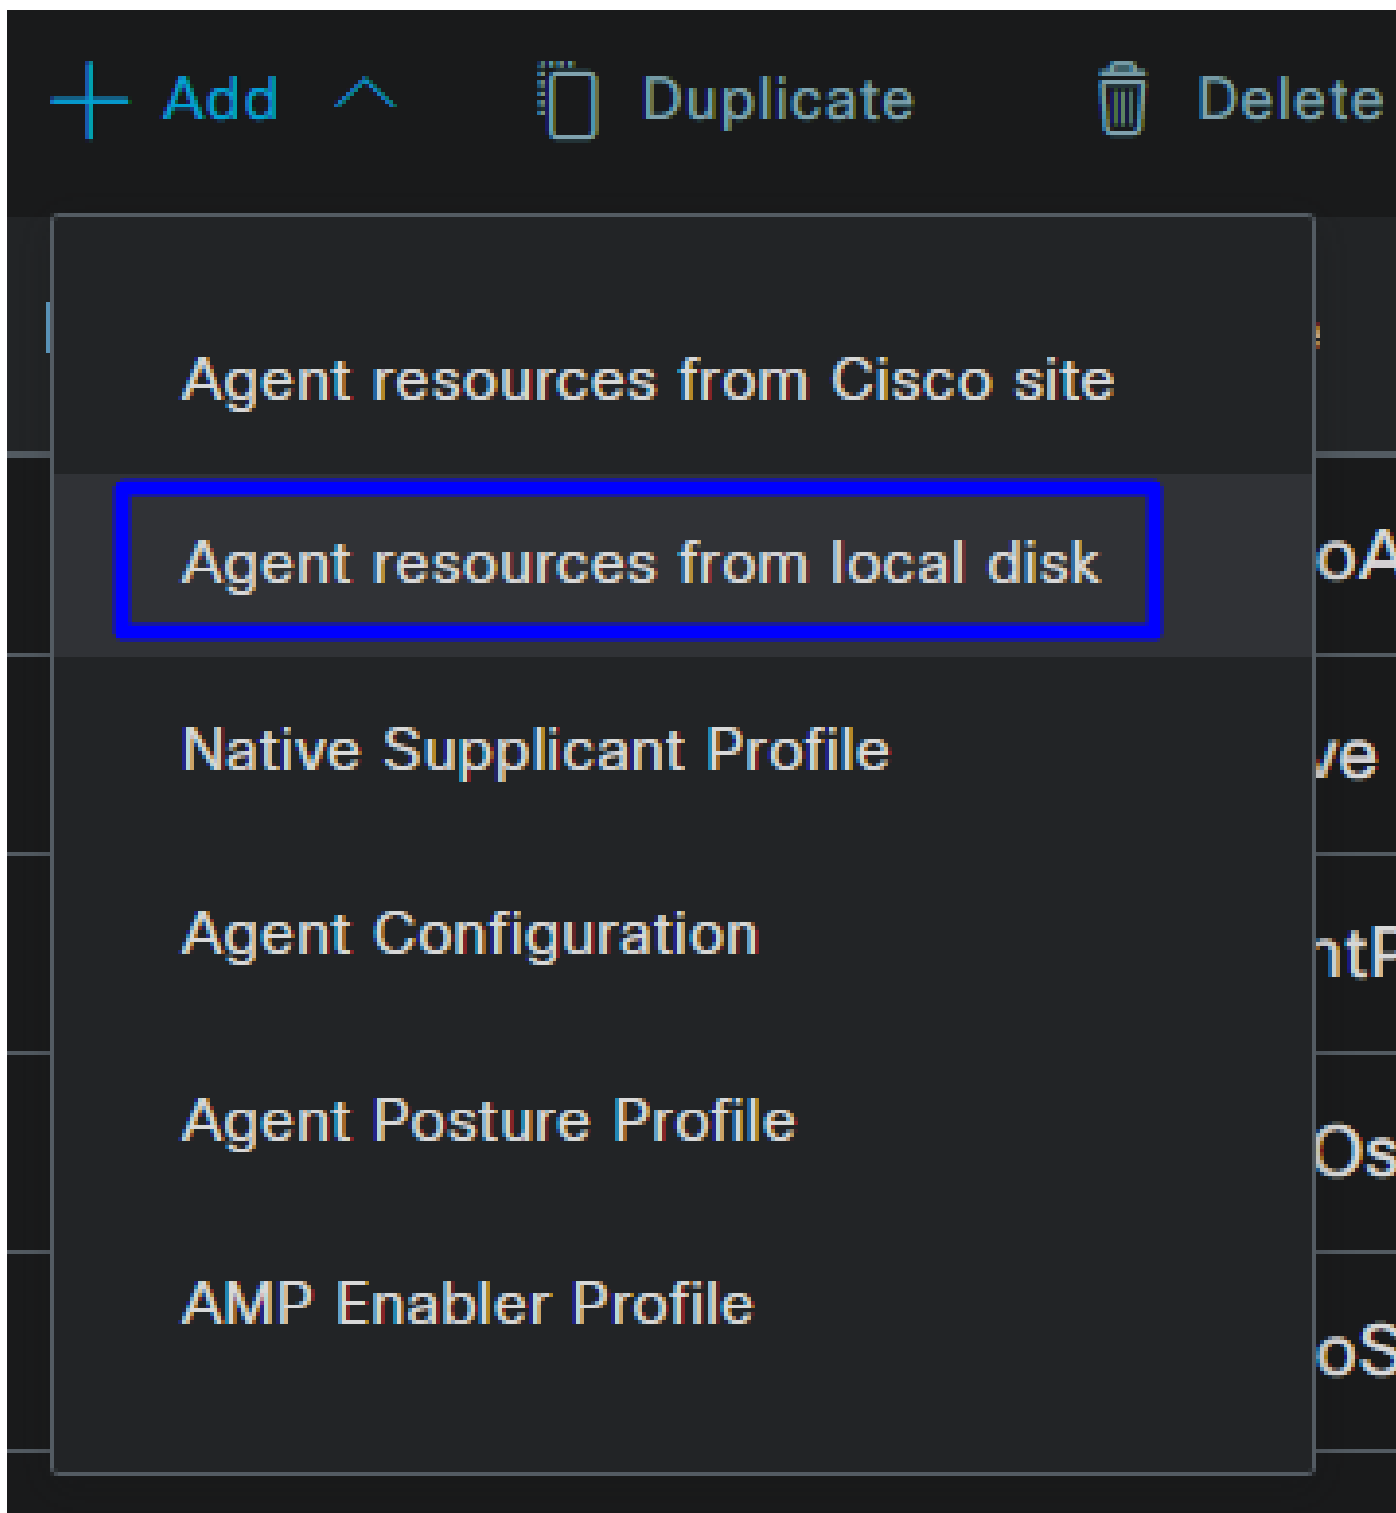 Add Duplicate Delete
Agent resources from Cisco site
Agent resources from local disk
Native Supplicant Profile
Agent Configuration
Agent Posture Profile
AMP Enabler Profile